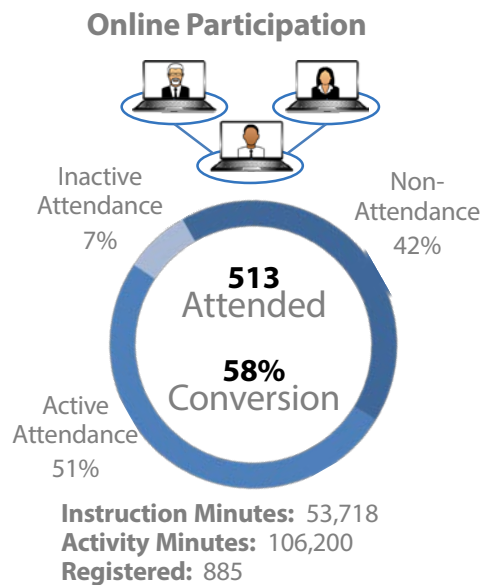 Online Participation
Inactive
Attendance
7%
Non-
Attendance
42%
513
Attended
58%
Conversion
Active
Attendance
51%
Instruction Minutes: 53,718
Activity Minutes: 106,200
Registered: 885